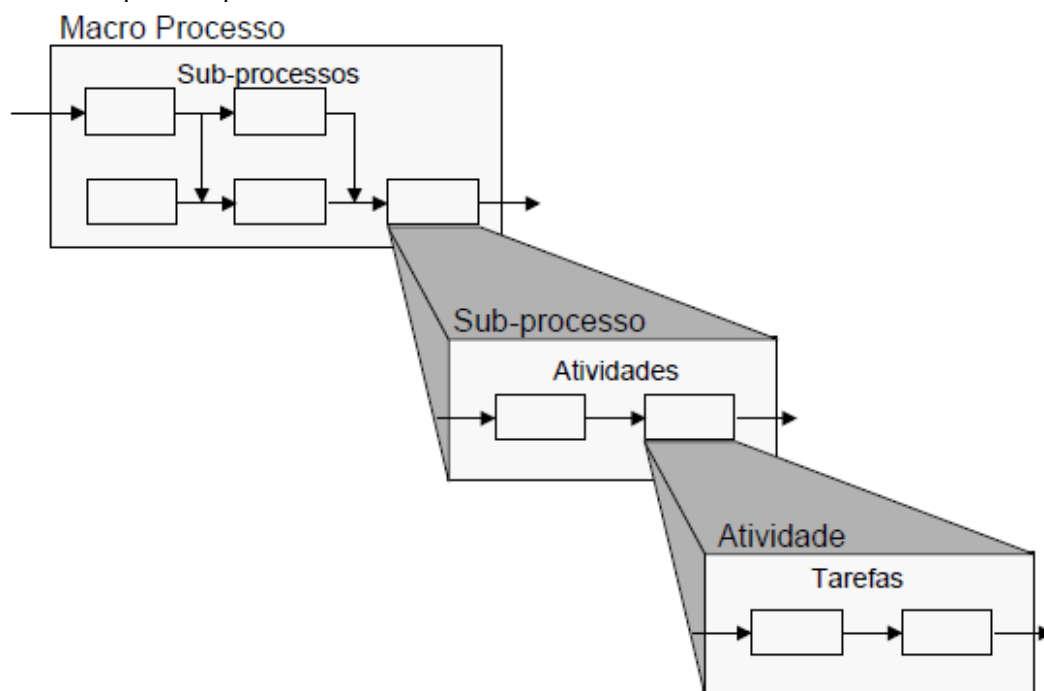 Macro Processo
Sub-processos
Sub-processo
Atividades
Atividade
Tarefas